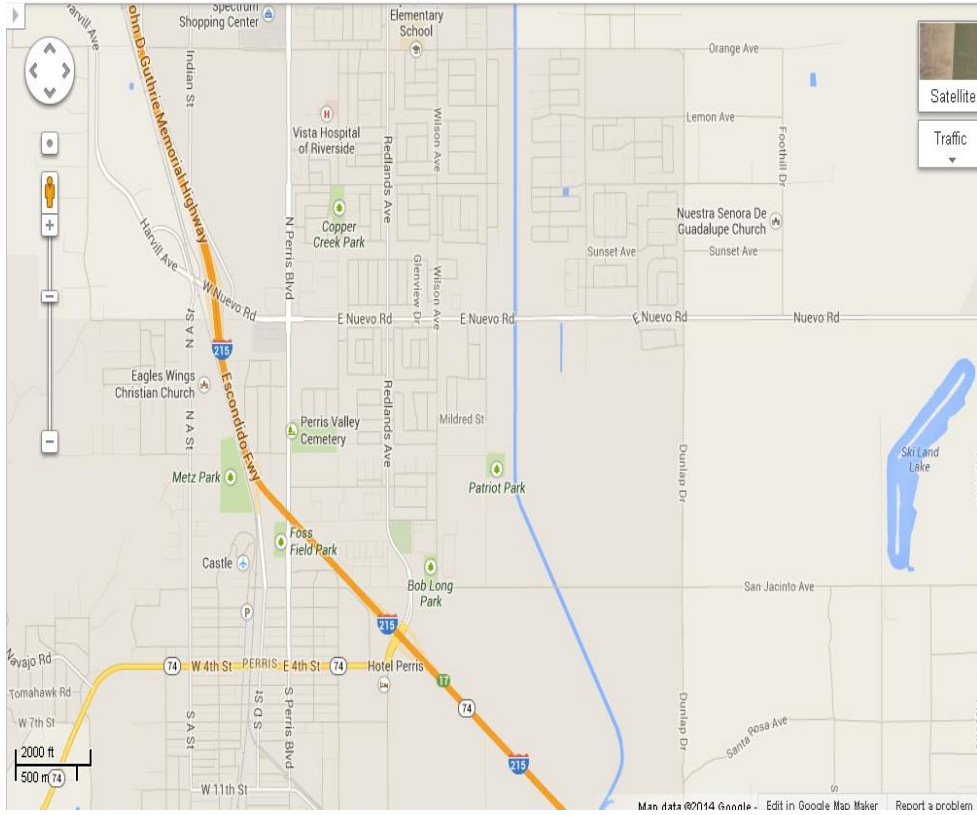 Spectrum
Shopping Center
Elementary
School
Harvill Ave
John D. Guthrie Memorial Highway
Indian St
Orange Ave
Satellite
Traffic
H
Vista Hospital
of Riverside
Wilson Ave
Redlands Ave
Lemon Ave
Foothill Dr
Copper
Creek Park
N Perris Blvd
Nuestra Senora De
Guadalupe Church
Harvill Ave
Glenview Dr
Wilson Ave
Sunset Ave
Sunset Ave
W Nuevo Rd
E Nuevo Rd
E Nuevo Rd
E Nuevo Rd
Nuevo Rd
N A St
215
Escondido Fwy
Eagles Wings
Christian Church
N A St
Redlands Ave
Mildred St
Perris Valley
Cemetery
Metz Park
Patriot Park
Dunlap Dr
Ski Land
Lake
Foss
Field Park
Castle
Bob Long
Park
San Jacinto Ave
P
215
Navajo Rd
74
W 4th St
PERRIS
E 4th St
74
Hotel Perris
17
Tomahawk Rd
74
W 7th St
S A St
S D St
S Perris Blvd
Dunlap Dr
Santa Rosa Ave
2000 ft
500 m
74
215
W 11th St
S
Map data ©2014 Google -
Edit in Google Map Maker
Report a problem